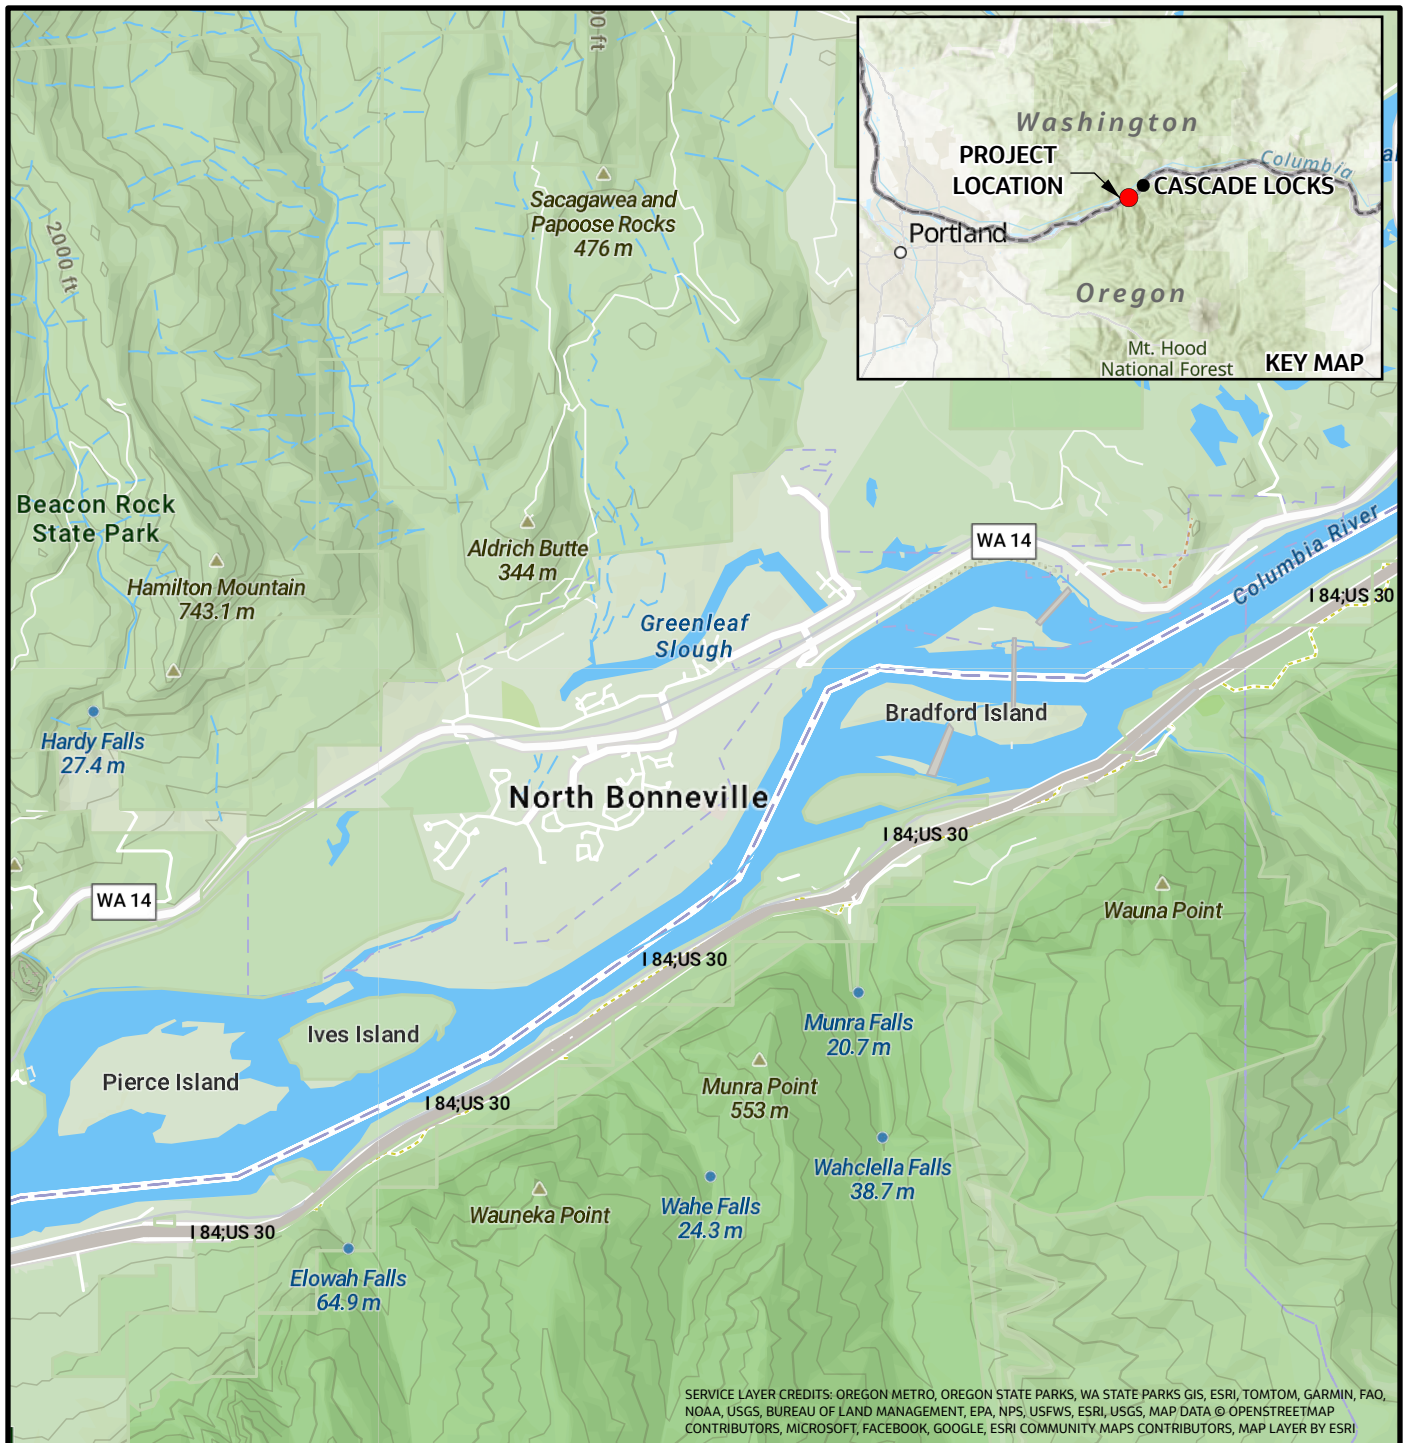 Washington
PROJECT
LOCATION
Columbia
CASCADE LOCKS
Portland
Oregon
Mt. Hood
National Forest
KEY MAP
Sacagawea and
Papoose Rocks
476 m
2000 ft
Beacon Rock
State Park
Hamilton Mountain
743.1 m
Aldrich Butte
344 m
WA 14
Columbia River
I 84;US 30
Greenleaf
Slough
Bradford Island
Hardy Falls
27.4 m
North Bonneville
I 84;US 30
WA 14
Wauna Point
I 84;US 30
Munra Falls
20.7 m
Ives Island
Pierce Island
Munra Point
553 m
I 84;US 30
Wahclella Falls
38.7 m
Wauneka Point
Wahe Falls
24.3 m
I 84;US 30
Elowah Falls
64.9 m
SERVICE LAYER CREDITS: OREGON METRO, OREGON STATE PARKS, WA STATE PARKS GIS, ESRI, TOMTOM, GARMIN, FAO,
NOAA, USGS, BUREAU OF LAND MANAGEMENT, EPA, NPS, USFWS, ESRI, USGS, MAP DATA © OPENSTREETMAP
CONTRIBUTORS, MICROSOFT, FACEBOOK, GOOGLE, ESRI COMMUNITY MAPS CONTRIBUTORS, MAP LAYER BY ESRI